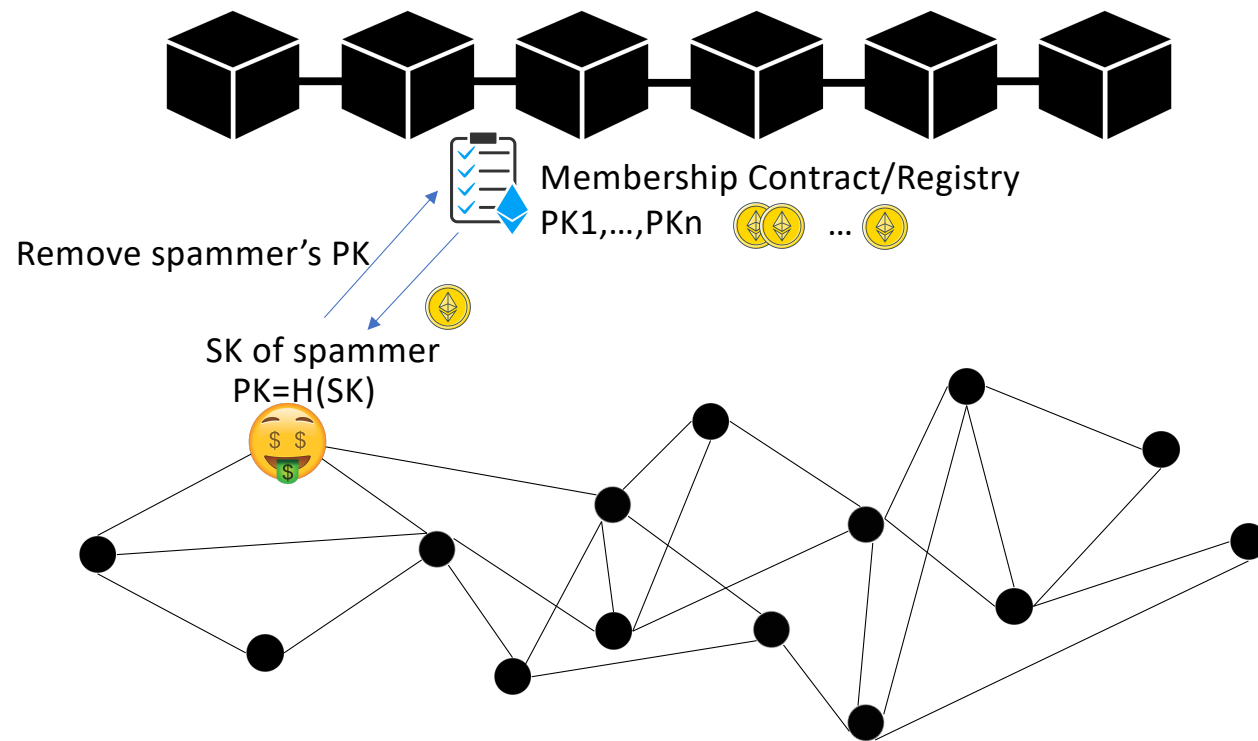 Membership Contract/Registry
PK1,…,PKn
…
Remove spammer’s PK
SK of spammer
PK=H(SK)
$ $
$